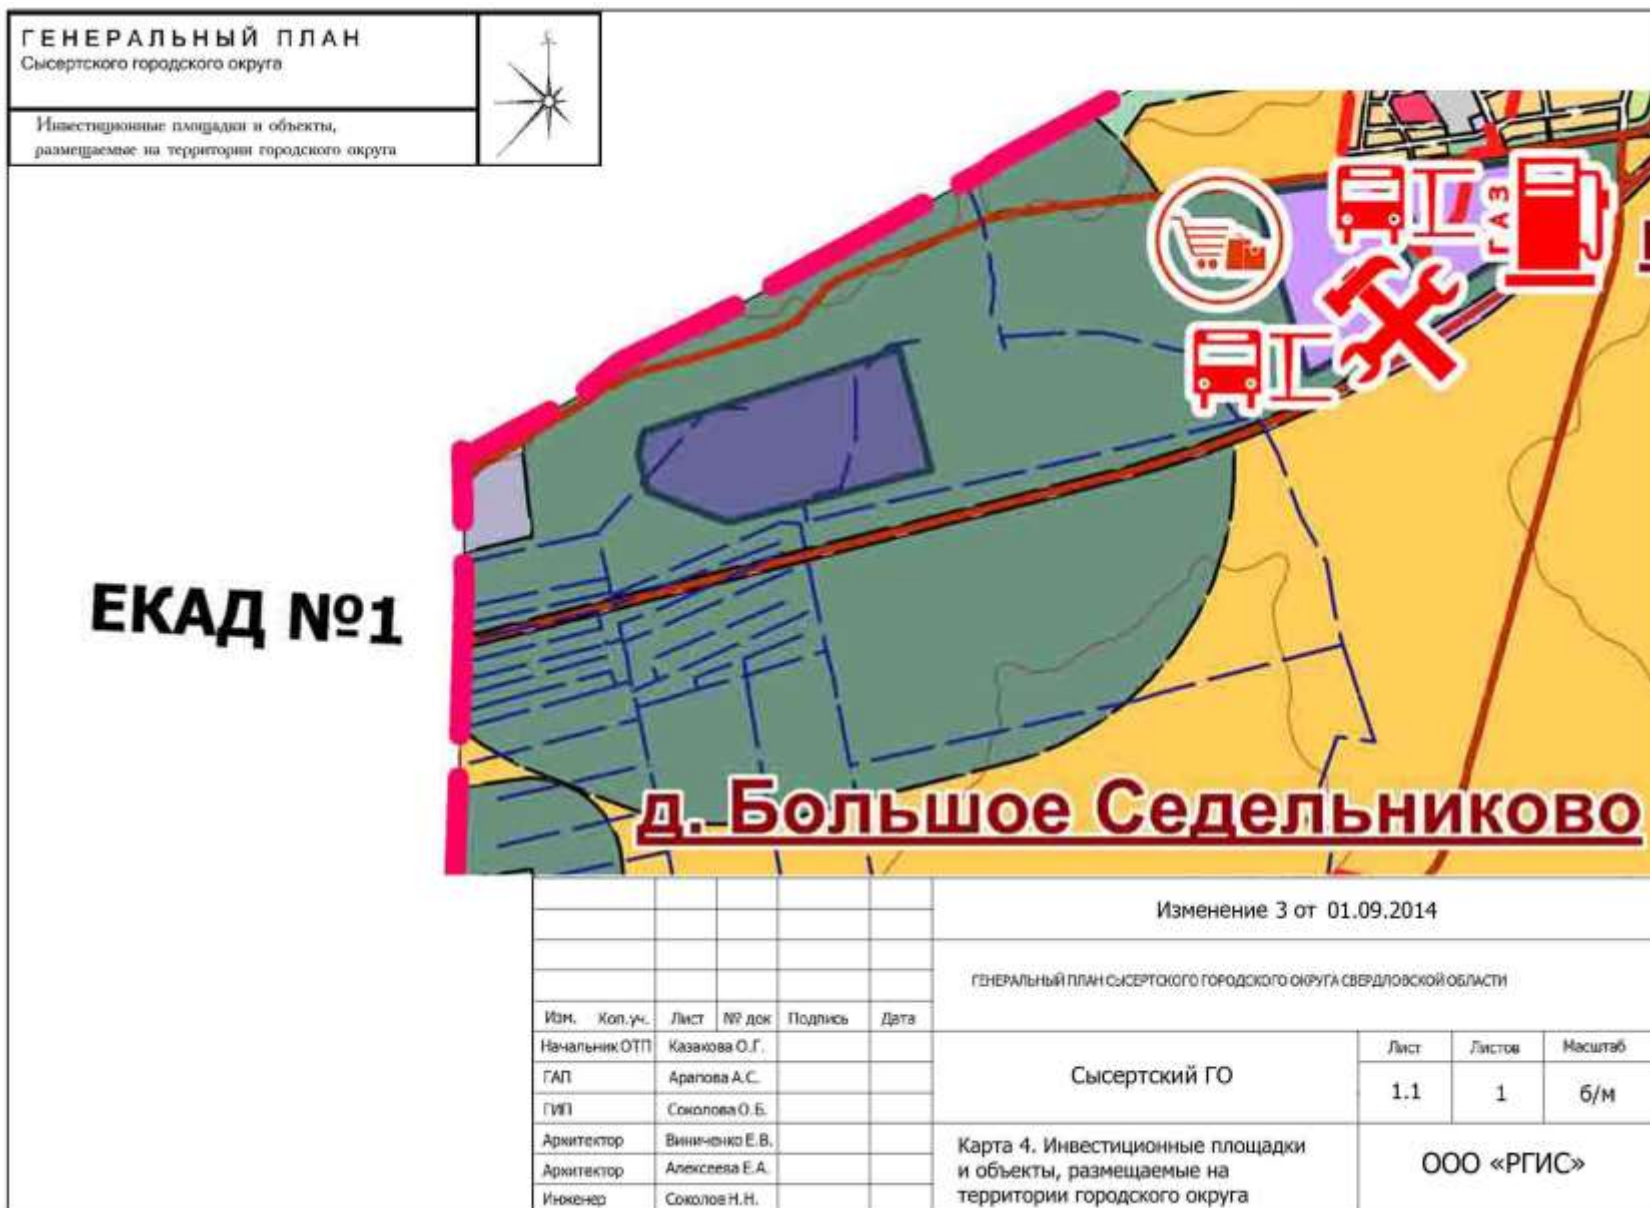 ГЕНЕРАЛЬНЫЙ ПЛАН
Сысертского городского округа
Инвестиционные площадки и объекты,
размещаемые на территории городского округа
ГАЗ
ЕКАД №1
д. Большое Седельниково
Изменение 3 от 01.09.2014
ГЕНЕРАЛЬНЫЙ ПЛАН СЫСЕРТСКОГО ГОРОДСКОГО ОКРУГА СВЕРДЛОВСКОЙ ОБЛАСТИ
Изм. Кол.уч. Лист № док Подпись Дата
Начальник ОТП Казакова О.Г.
ГАП Арапова А.С.
ГИП Соколова О.Б.
Архитектор Виниченко Е.В.
Архитектор Алексеева Е.А.
Инженер Соколов Н.Н.
Сысертский ГО
Лист Листов Масштаб
1.1 1 б/м
Карта 4. Инвестиционные площадки
и объекты, размещаемые на
территории городского округа
ООО «РГИС»